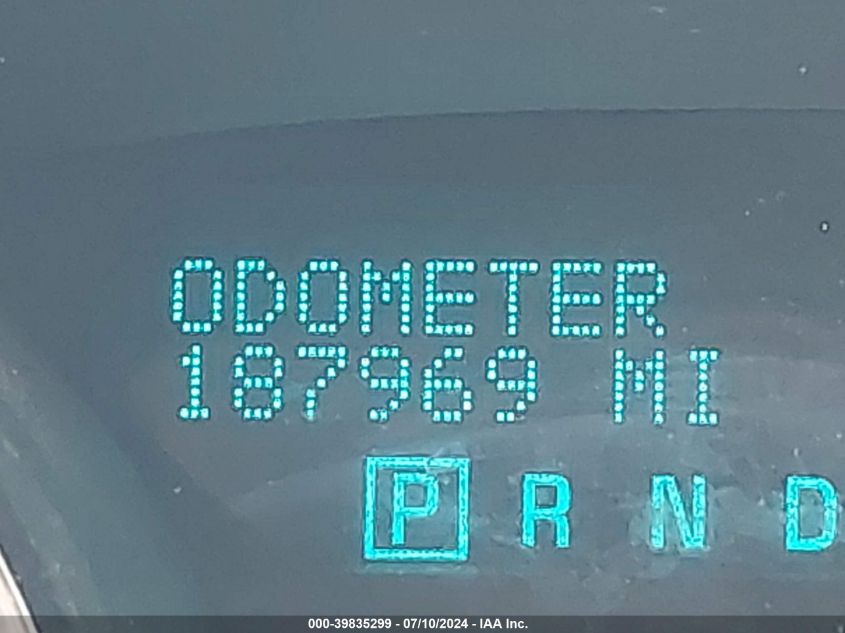 ODOMETER
187969 MI
P R N D
000-39835299 - 07/10/2024 - IAA Inc.